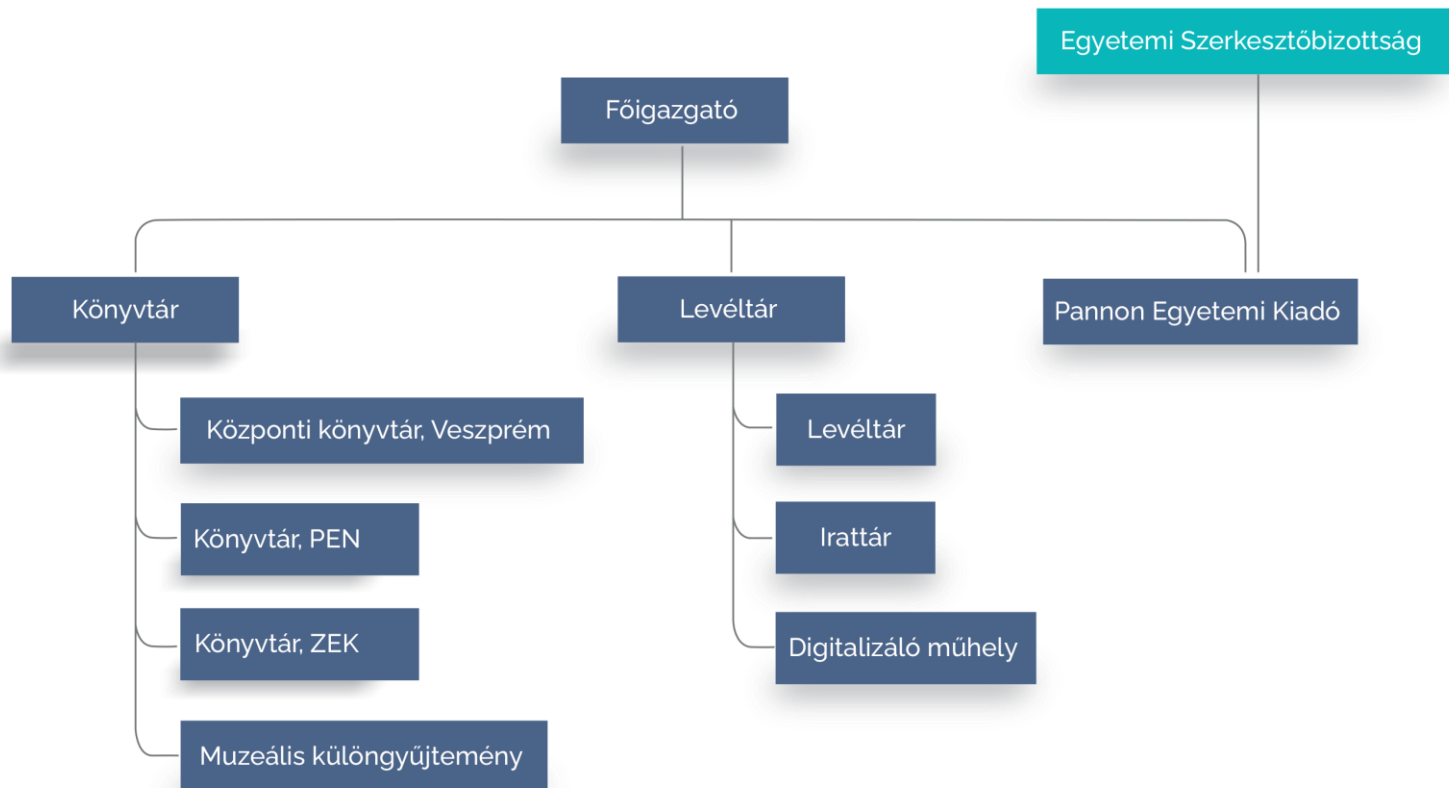 Egyetemi Szerkesztőbizottság
Főigazgató
Könyvtár
Levéltár
Pannon Egyetemi Kiadó
Központi könyvtár, Veszprém
Könyvtár, PEN
Könyvtár, ZEK
Muzeális különgyűjtemény
Levéltár
Irattár
Digitalizáló műhely